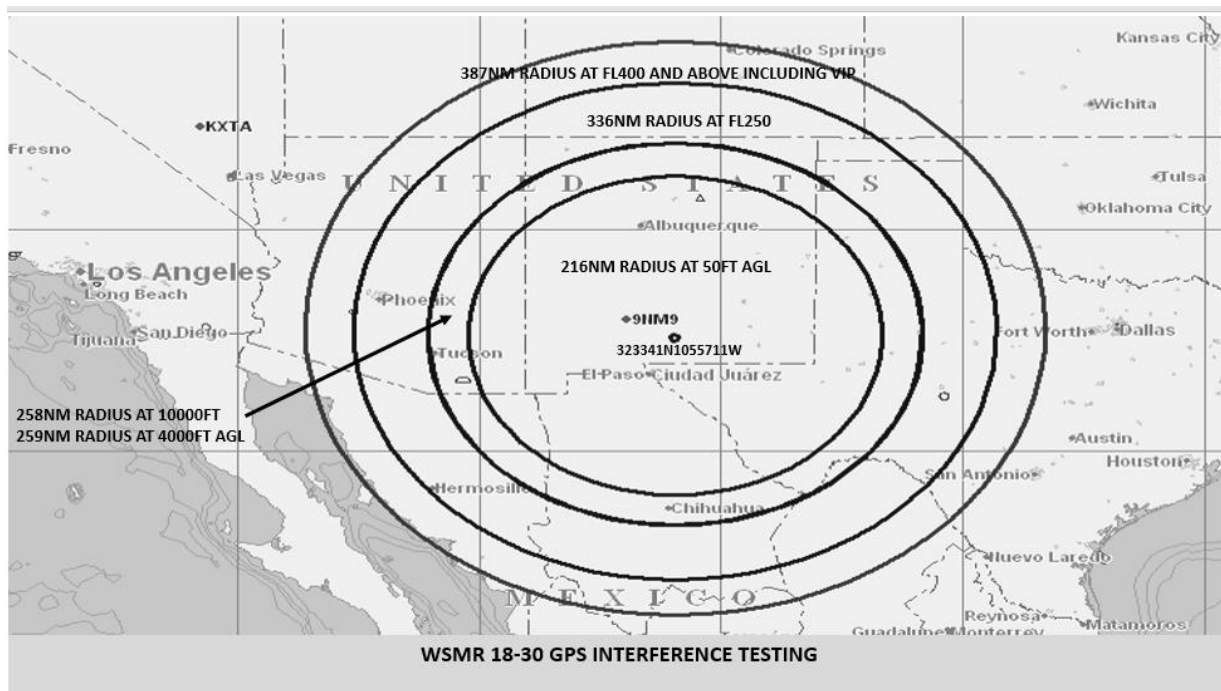 Kansas City
Colorado Springs
387NM RADIUS AT FL400 AND ABOVE INCLUDING VIP
Wichita
336NM RADIUS AT FL250
KXTA
Fresno
Las Vegas
UNITED STATES
Tulsa
Oklahoma City
Albuquerque
Los Angeles
216NM RADIUS AT 50FT AGL
Long Beach
Phoenix
9NM9
San Diego
Tijuana
Fort Worth
Dallas
323341N1055711W
Tucson
El Paso
Ciudad Juárez
258NM RADIUS AT 10000FT
259NM RADIUS AT 4000FT AGL
Austin
Houston
San Antonio
Hermosillo
Chihuahua
Nuevo Laredo
MEXICO
Reynosa
Matamoros
Guadalupe
Monterrey
WSMR 18-30 GPS INTERFERENCE TESTING